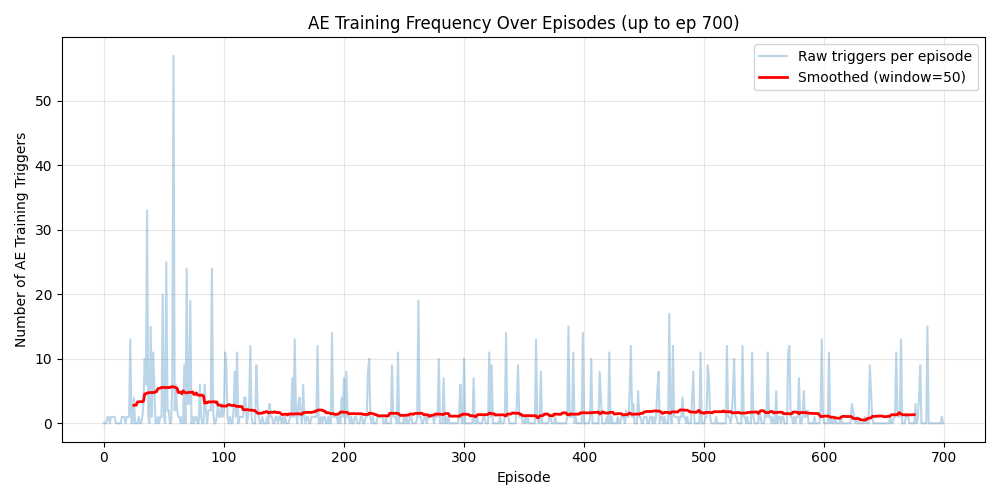 AE Training Frequency Over Episodes (up to ep 700)
Raw triggers per episode
Smoothed (window=50)
Number of AE Training Triggers
50
40
30
20
10
0
0 100 200 300 400 500 600 700
Episode